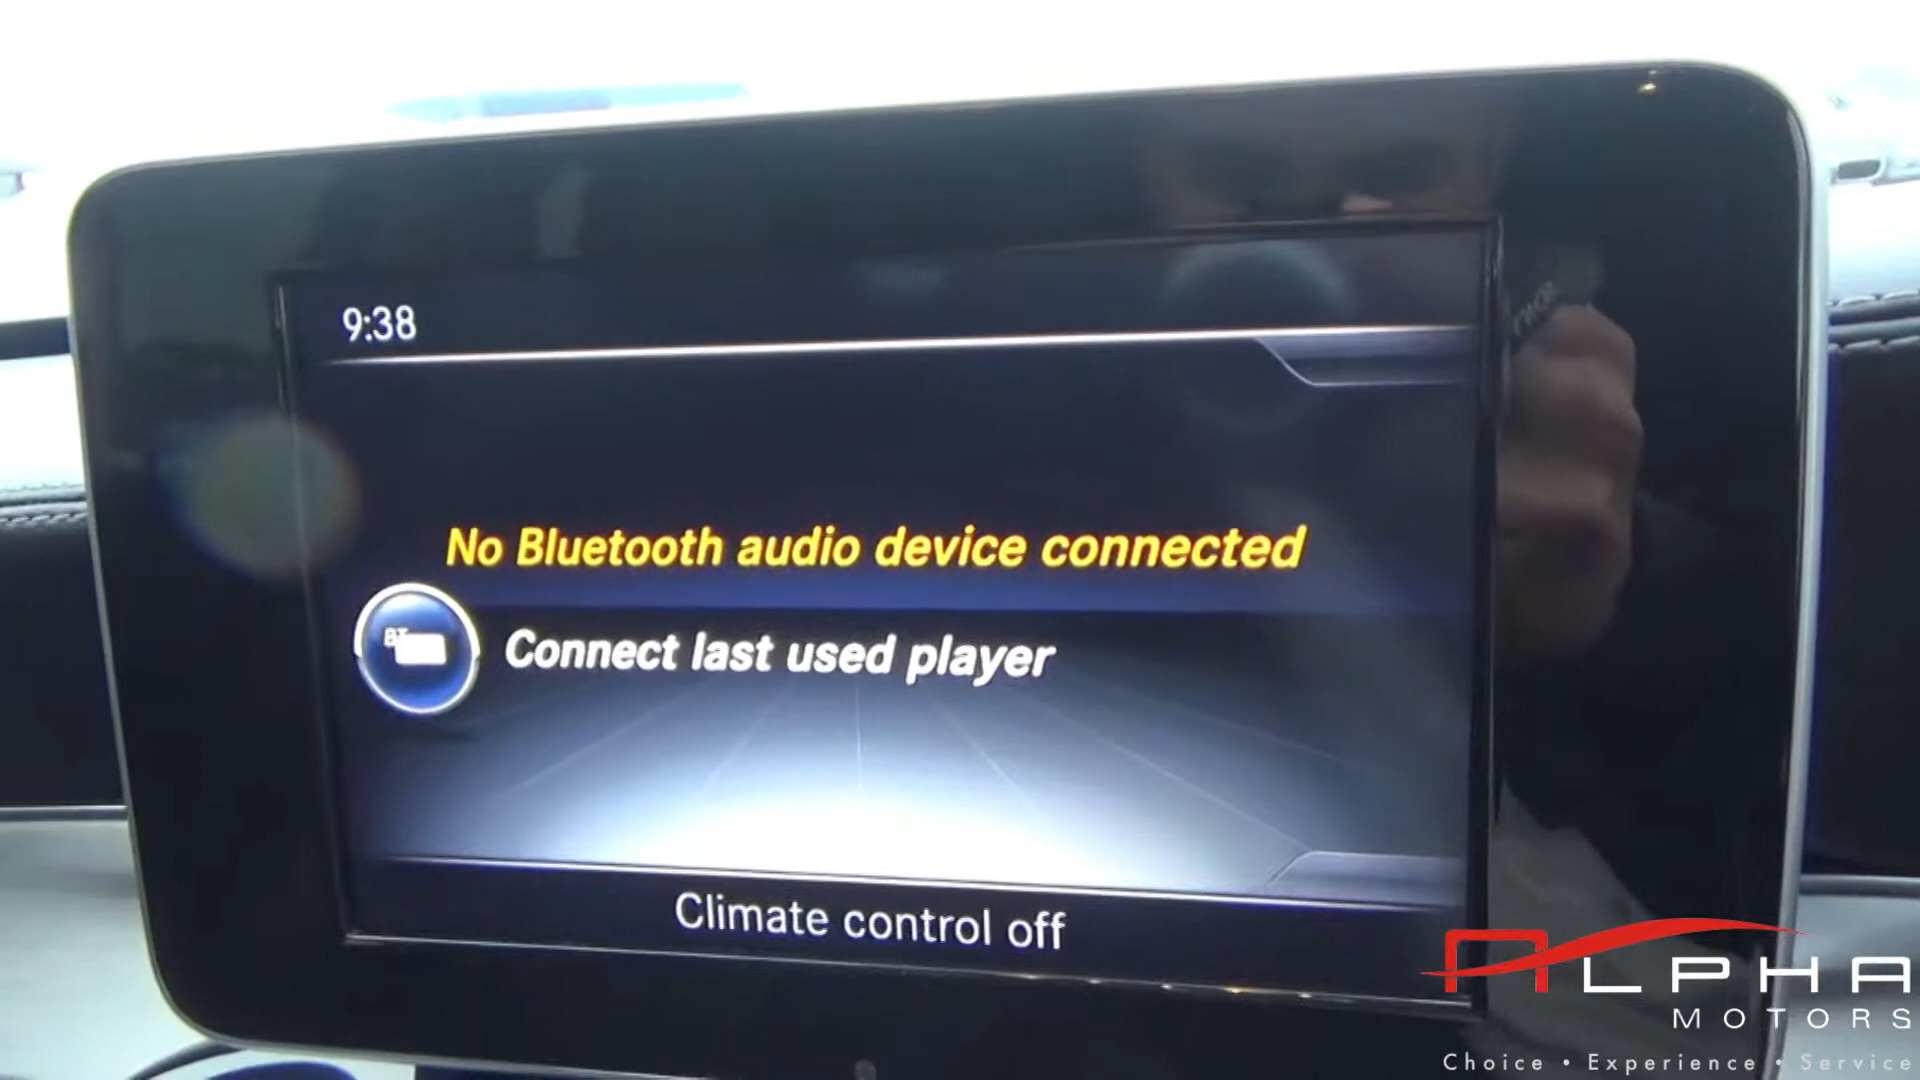 9:38
No Bluetooth audio device connected
BT
Connect last used player
Climate control off
ALPHA
MOTORS
Choice • Experience • Service